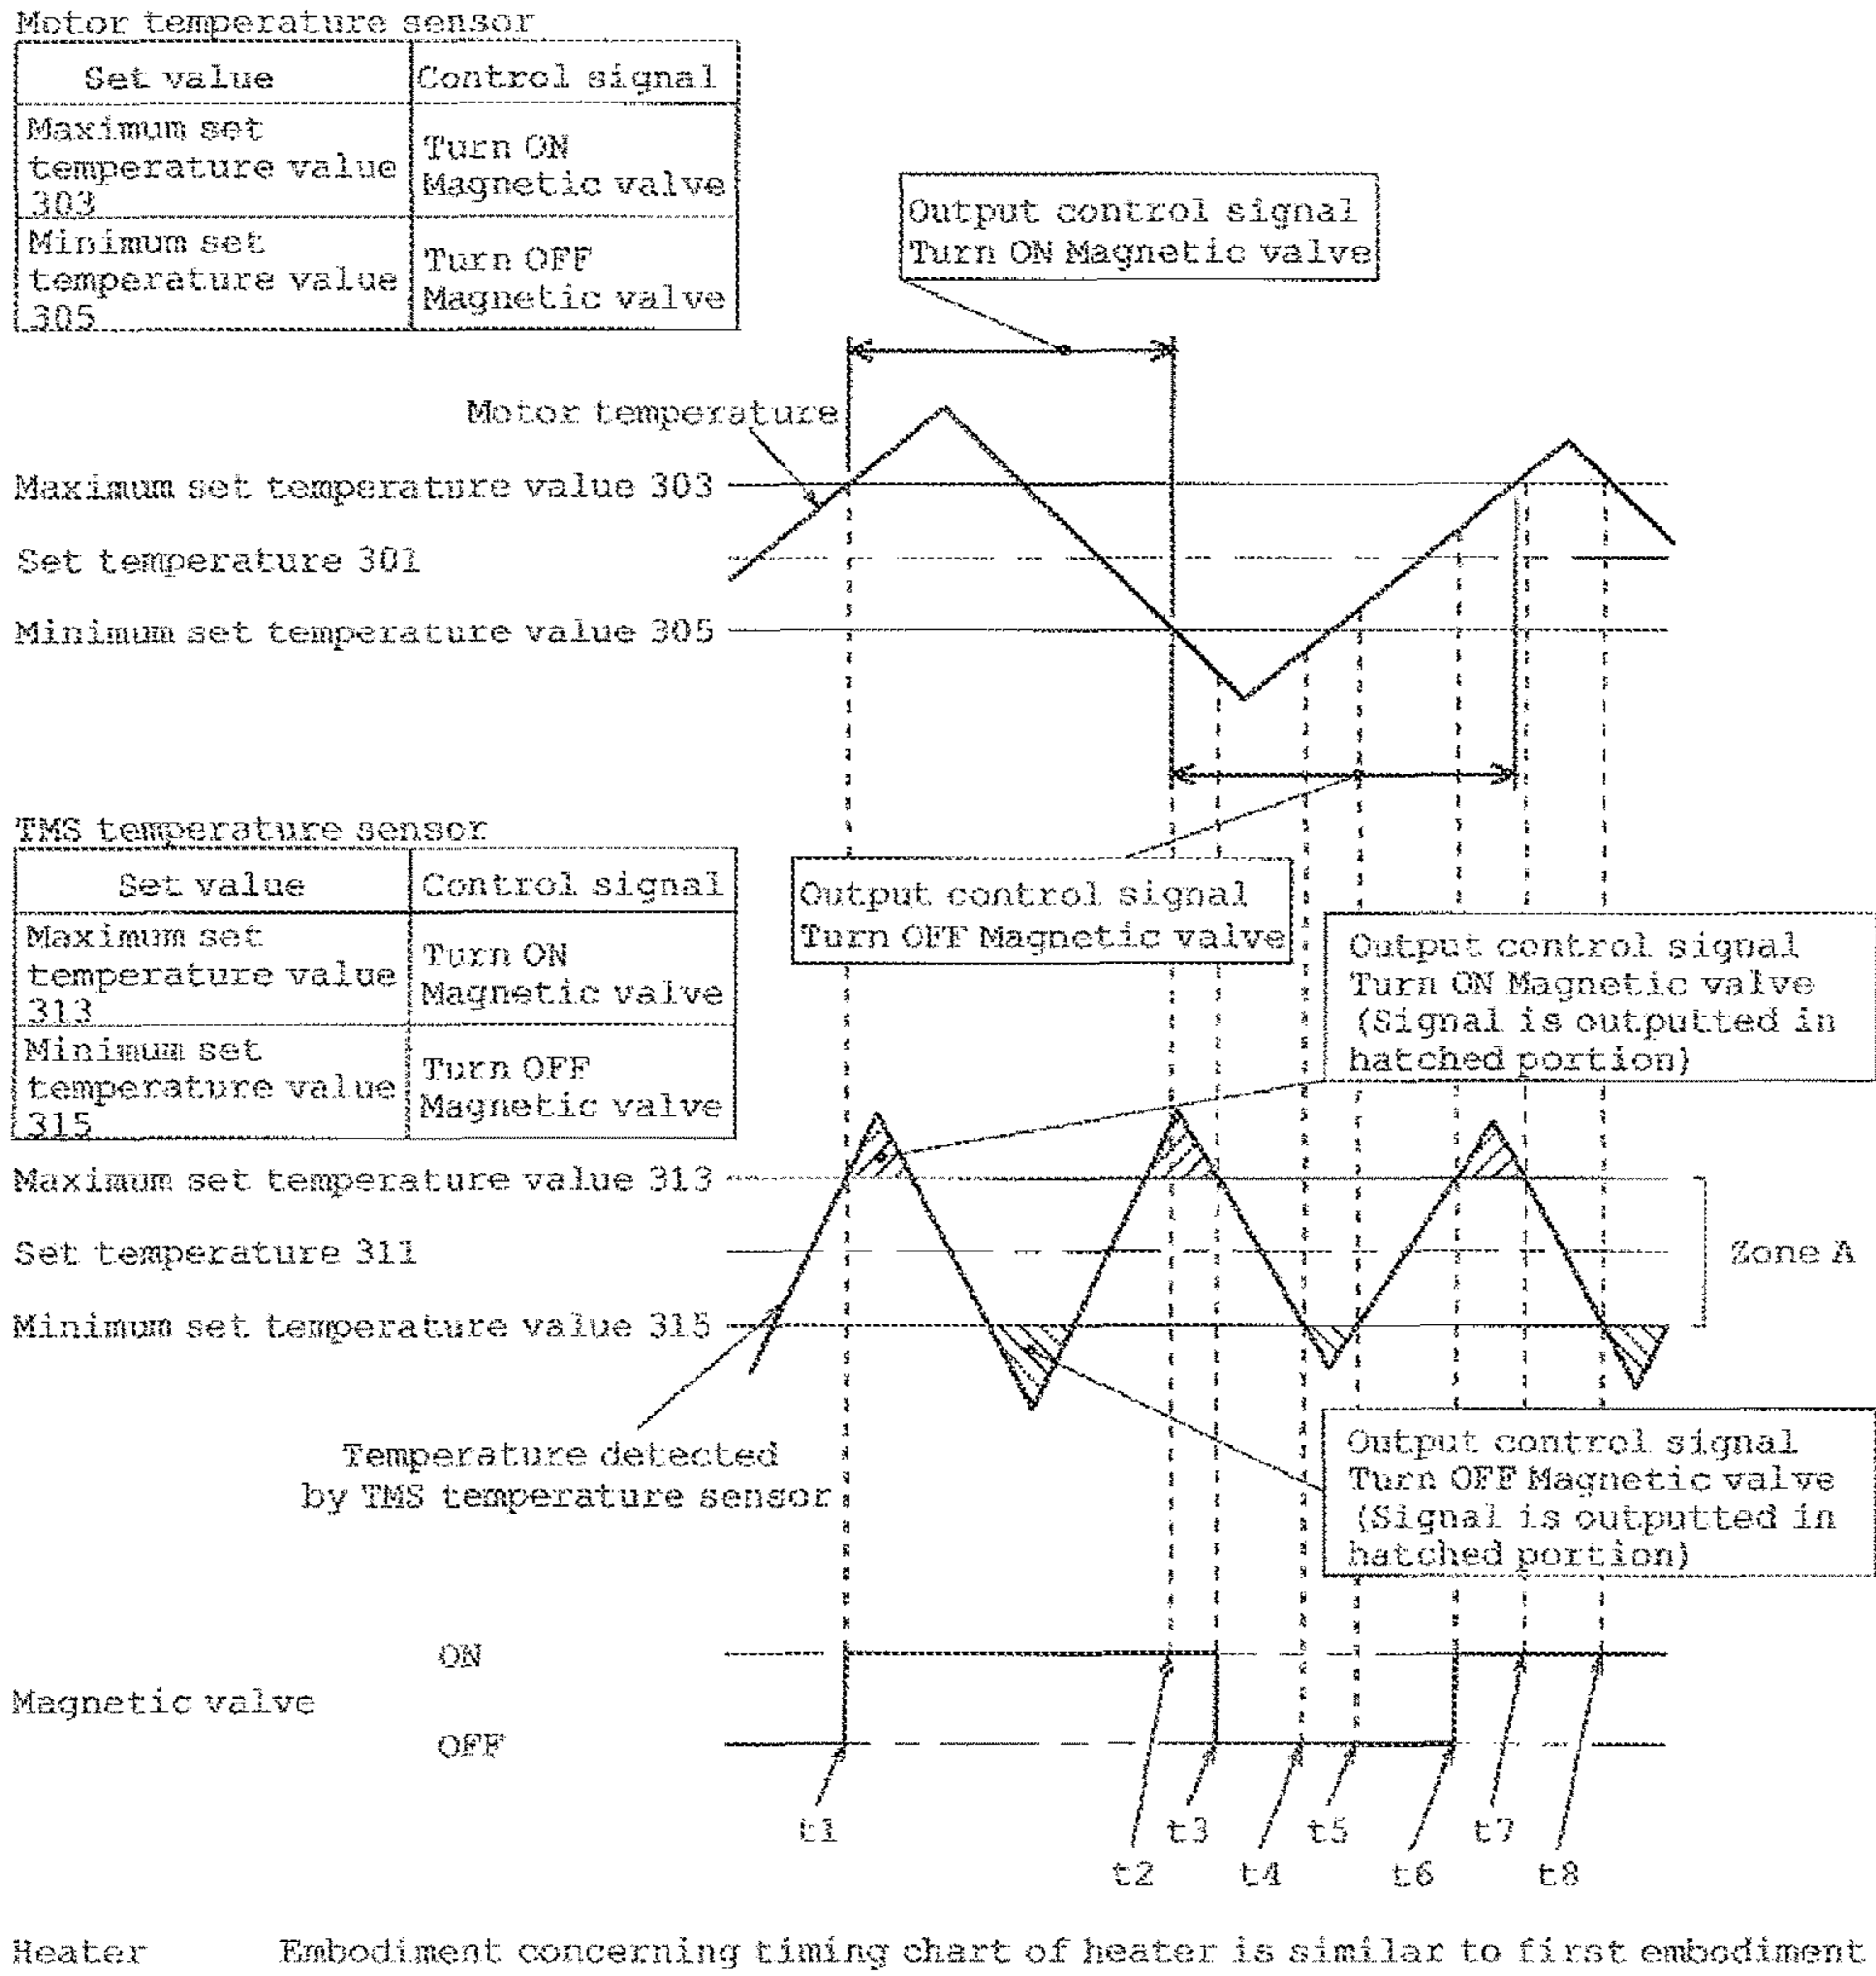 Motor temperature sensor
Set value
Control signal
Maximum set
temperature value
303
Turn ON
Magnetic valve
Minimum set
temperature value
305
Turn OFF
Magnetic valve
Output control signal
Turn ON Magnetic valve
Motor temperature
Maximum set temperature value 303
Set temperature 301
Minimum set temperature value 305
TMS temperature sensor
Set value
Control signal
Maximum set
temperature value
313
Turn ON
Magnetic valve
Minimum set
temperature value
315
Turn OFF
Magnetic valve
Output control signal
Turn OFF Magnetic valve
Output control signal
Turn ON Magnetic valve
(Signal is outputted in
hatched portion)
Maximum set temperature value 313
Set temperature 311
Minimum set temperature value 315
Zone A
Temperature detected
by TMS temperature sensor
Output control signal
Turn OFF Magnetic valve
(Signal is outputted in
hatched portion)
ON
Magnetic valve
OFF
t1
t2
t3
t4
t5
t6
t7
t8
Heater Embodiment concerning timing chart of heater is similar to first embodiment